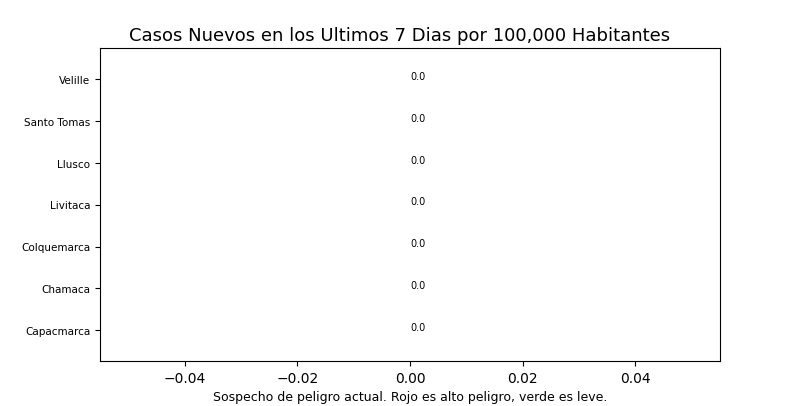 Casos Nuevos en los Ultimos 7 Dias por 100,000 Habitantes
Velille 0.0
Santo Tomas 0.0
Llusco 0.0
Livitaca 0.0
Colquemarca 0.0
Chamaca 0.0
Capacmarca 0.0
−0.04 −0.02 0.00 0.02 0.04
Sospecho de peligro actual. Rojo es alto peligro, verde es leve.